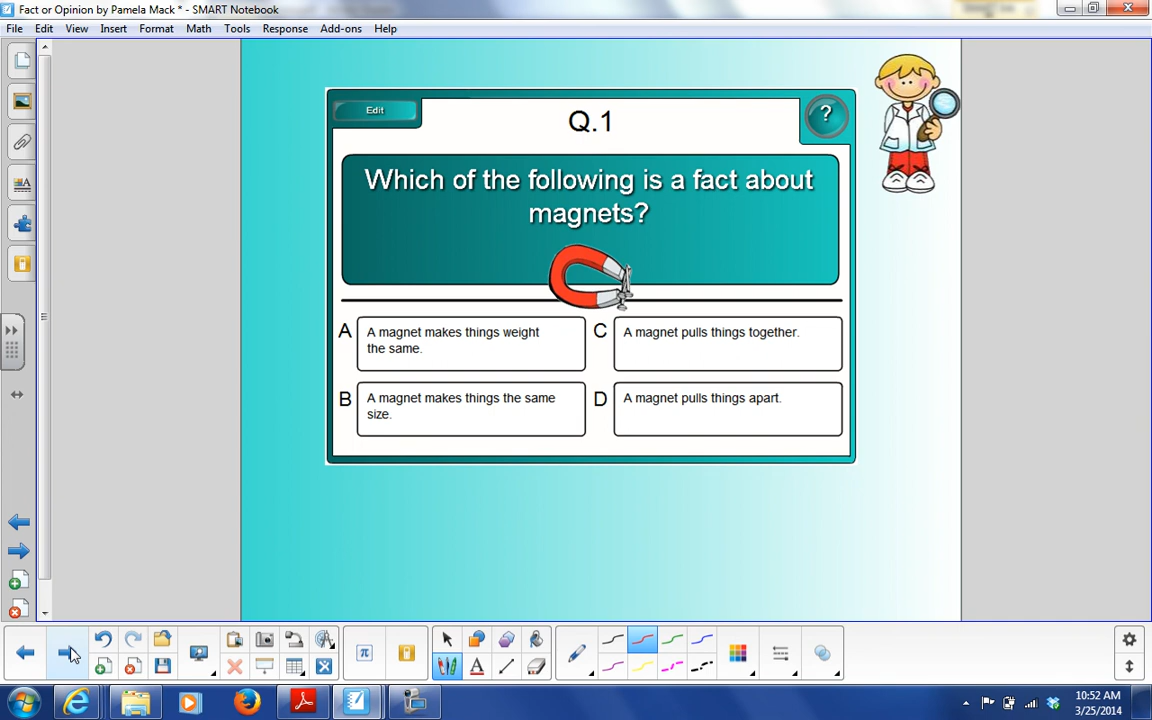 Fact or Opinion by Pamela Mack * - SMART Notebook
File Edit View Insert Format Math Tools Response Add-ons Help
Edit
Q.1
?
Which of the following is a fact about
magnets?
A
A magnet makes things weight
the same.
C
A magnet pulls things together.
B
A magnet makes things the same
size.
D
A magnet pulls things apart.
10:52 AM
3/25/2014